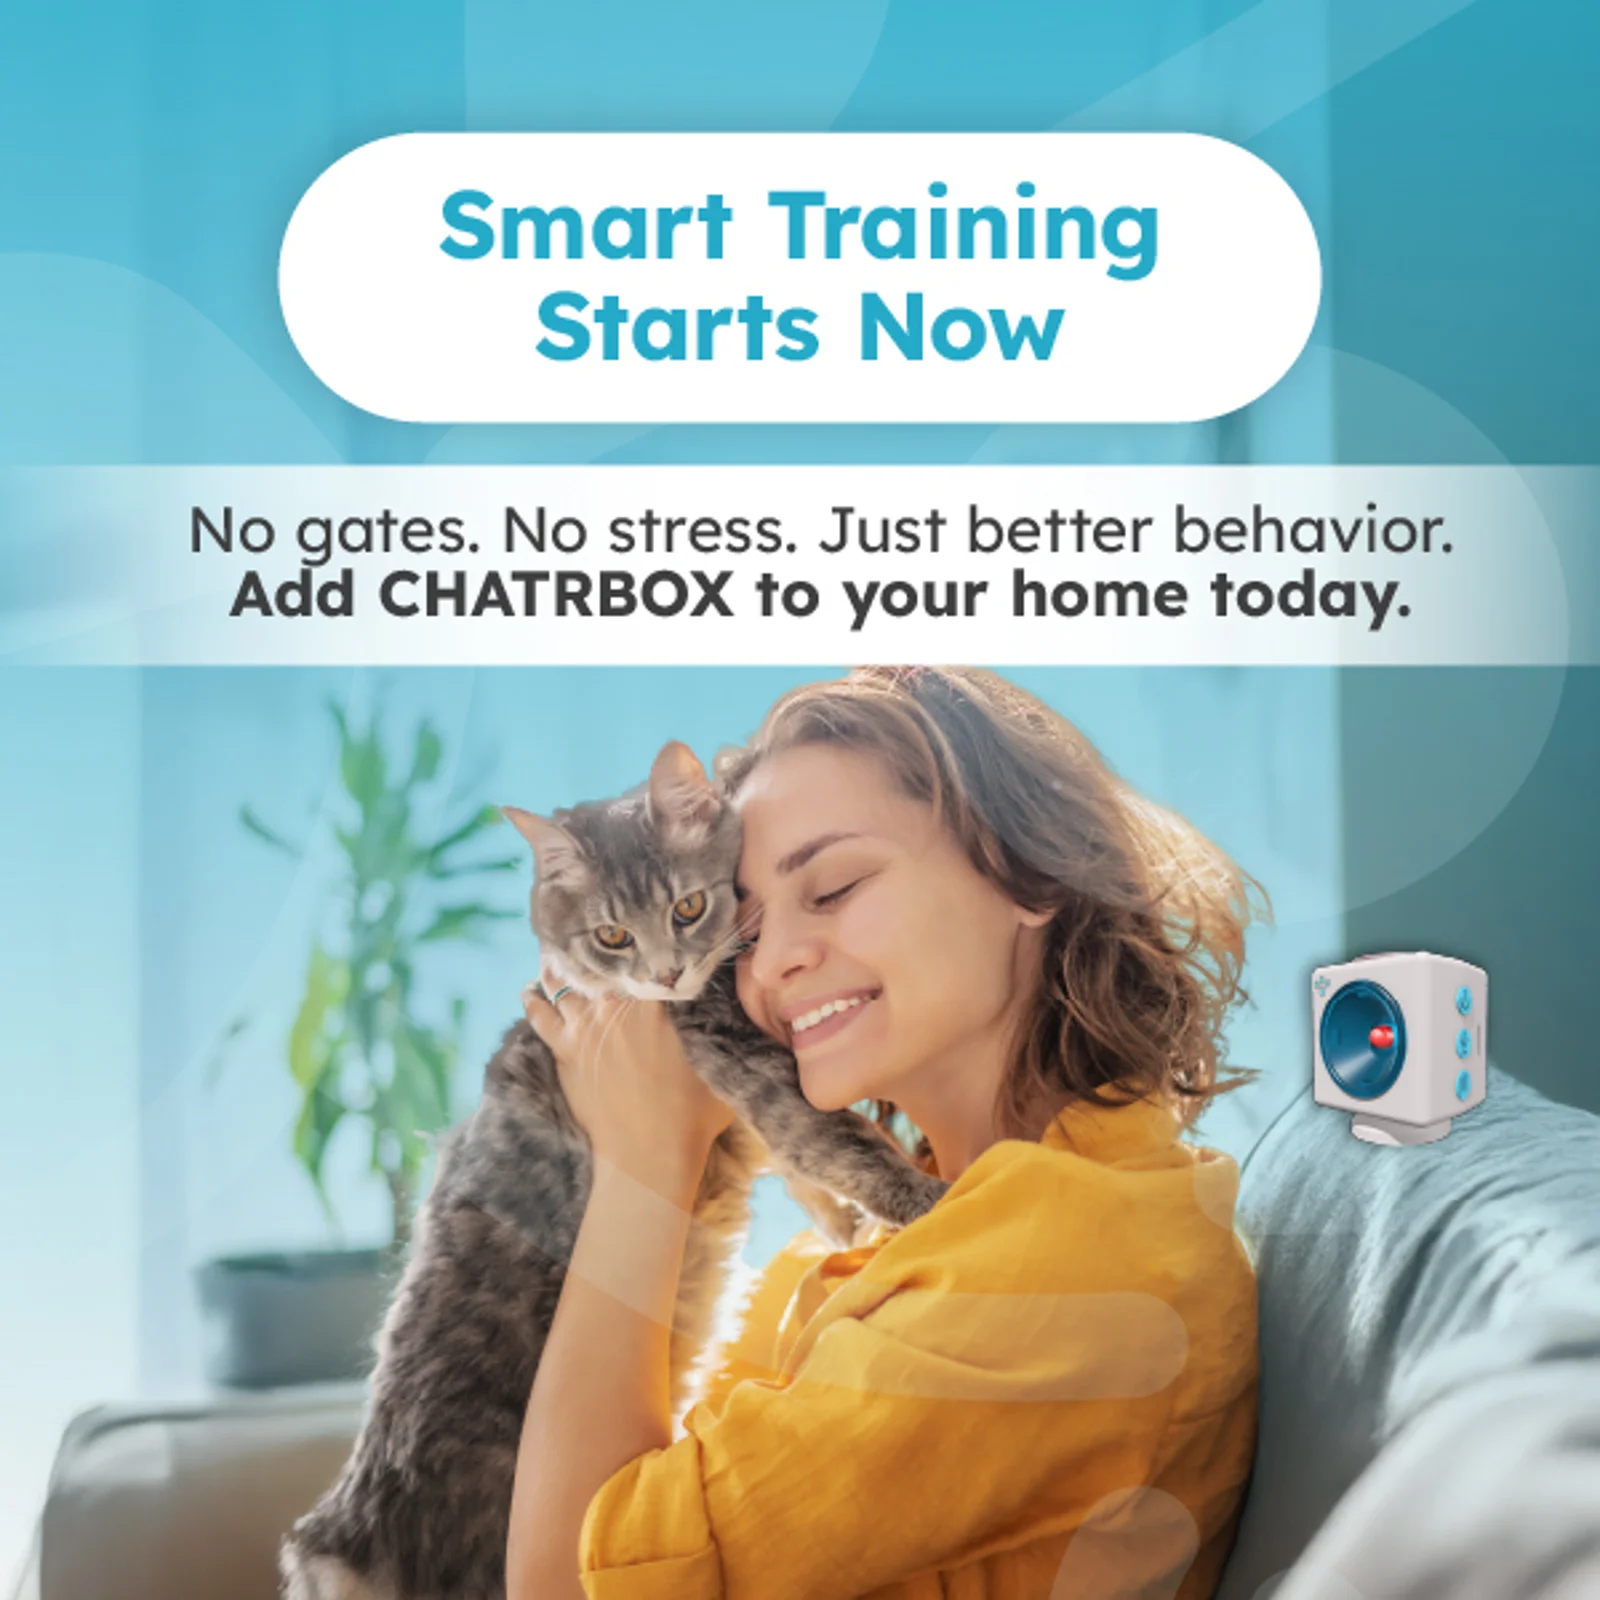 Smart Training
Starts Now
No gates. No stress. Just better behavior.
Add CHATRBOX to your home today.